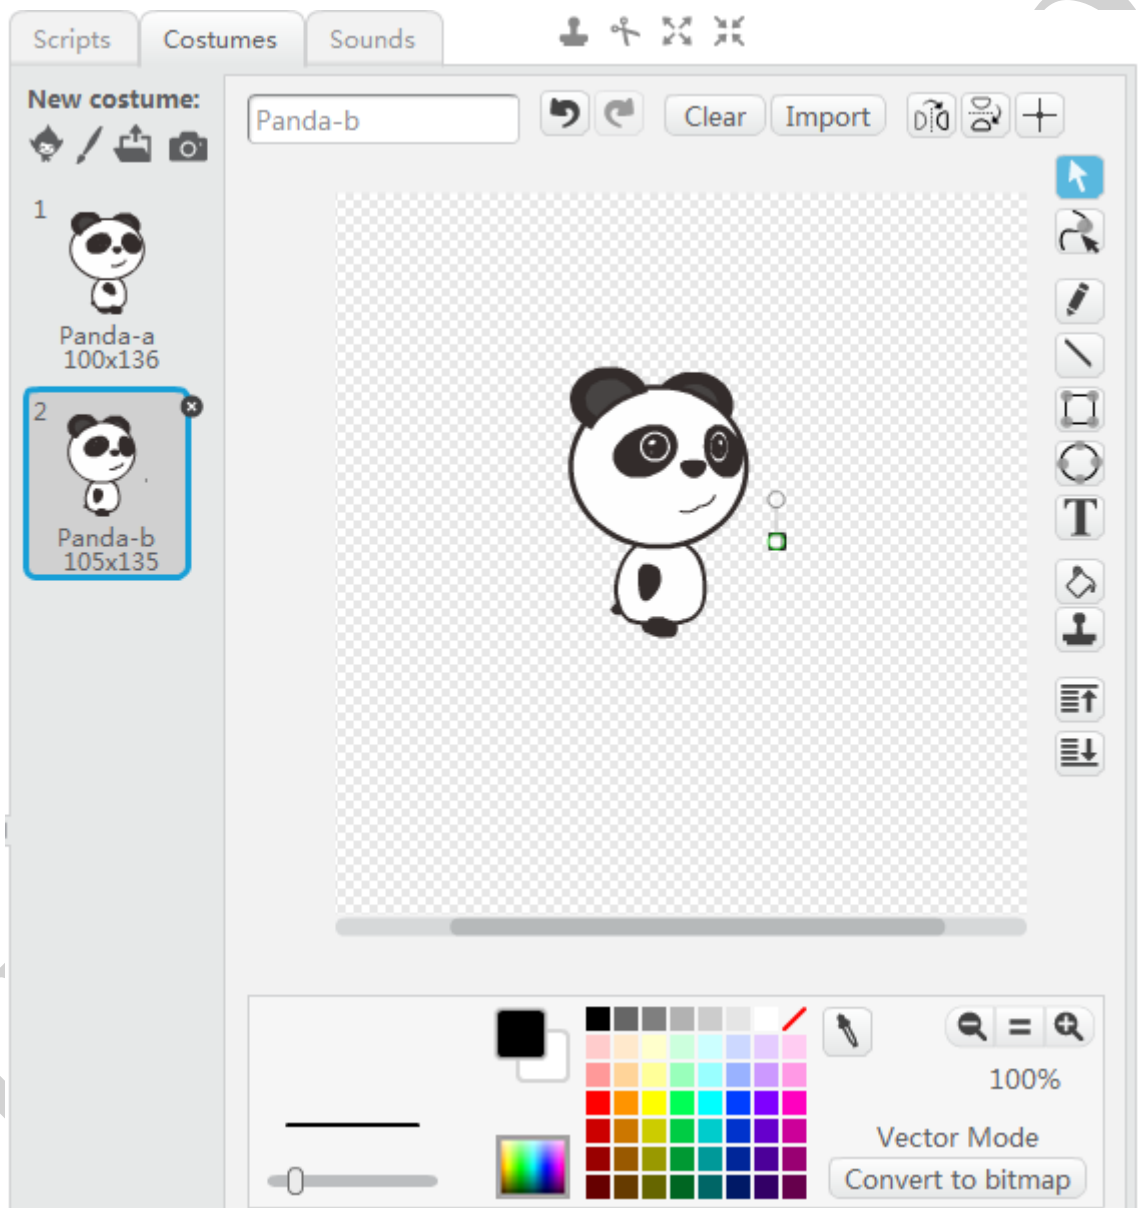 Scripts
Costumes
Sounds
New costume:
Panda-b
Clear
Import
1
Panda-a
100x136
2
Panda-b
105x135
T
100%
Vector Mode
Convert to bitmap